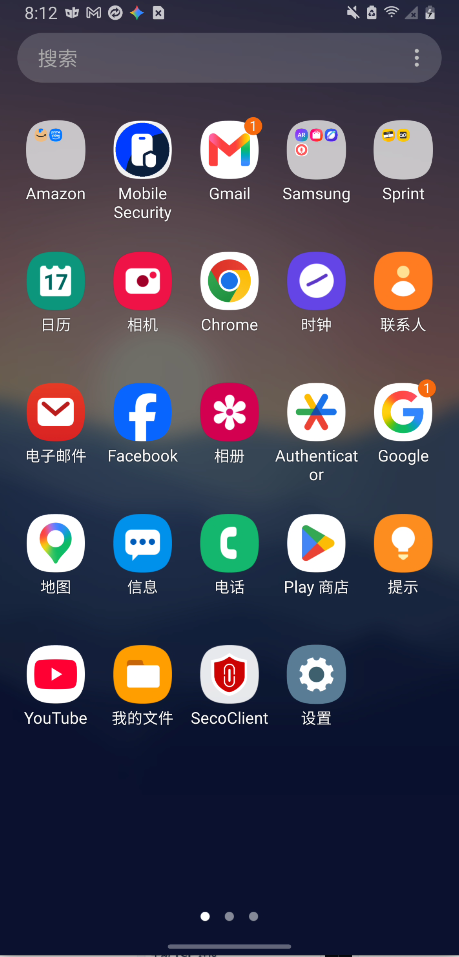 8:12
搜索
1
Amazon
Mobile
Security
Gmail
AR
Samsung
Sprint
17
日历
相机
Chrome
时钟
联系人
1
电子邮件
Facebook
相册
Authenticat
or
Google
地图
信息
电话
Play 商店
提示
YouTube
我的文件
SecoClient
设置